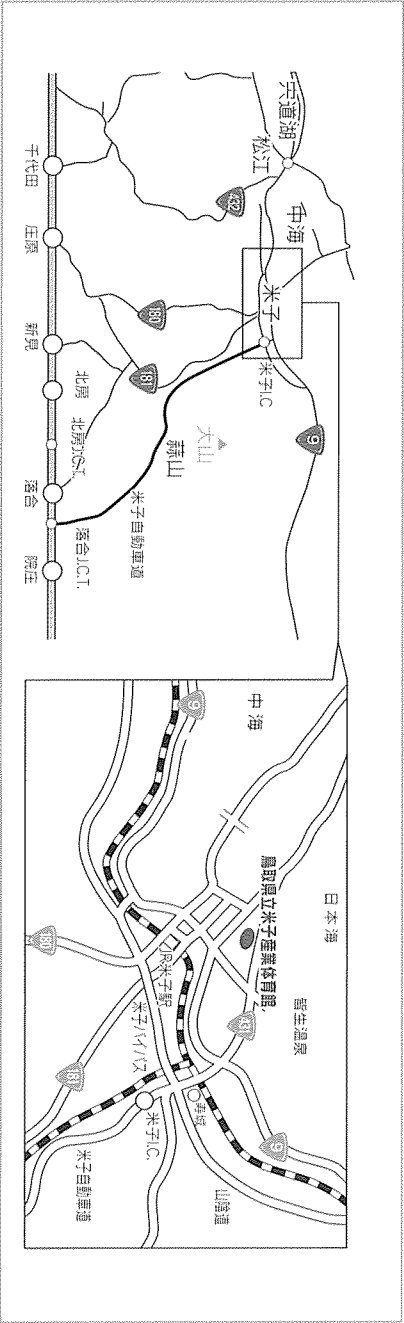 宍道湖
松江
432
中海
米子
米子I.C
9
180
181
大山
蒜山
米子自動車道
千代田
庄原
新見
北房
北房J.C.T.
落合
落合J.C.T.
院庄
中海
9
日本海
鳥取県立米子産業体育館
皆生温泉
431
JR米子駅
米子バイパス
180
181
寿城
米子I.C.
9
山陰道
米子自動車道